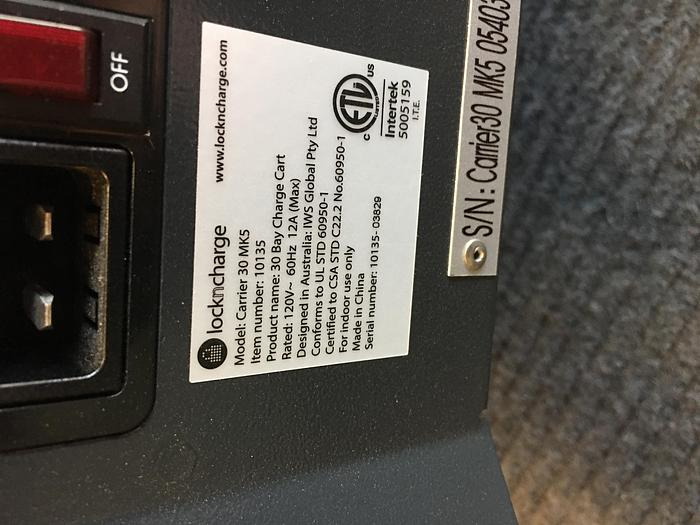 OFF
www.lockncharge.com
lockncharge
Model: Carrier 30 MK5
Item number: 10135
Product name: 30 Bay Charge Cart
Rated: 120V~ 60Hz 12A (Max)
Designed in Australia: IWS Global Pty Ltd
Conforms to UL STD 60950-1
Certified to CSA STD C22.2 No.60950-1
For indoor use only
Made in China
Serial number: 10135-03829
C ETL US
Intertek
5005159
I.T.E.
S/N: Carrier30 MK5 05403